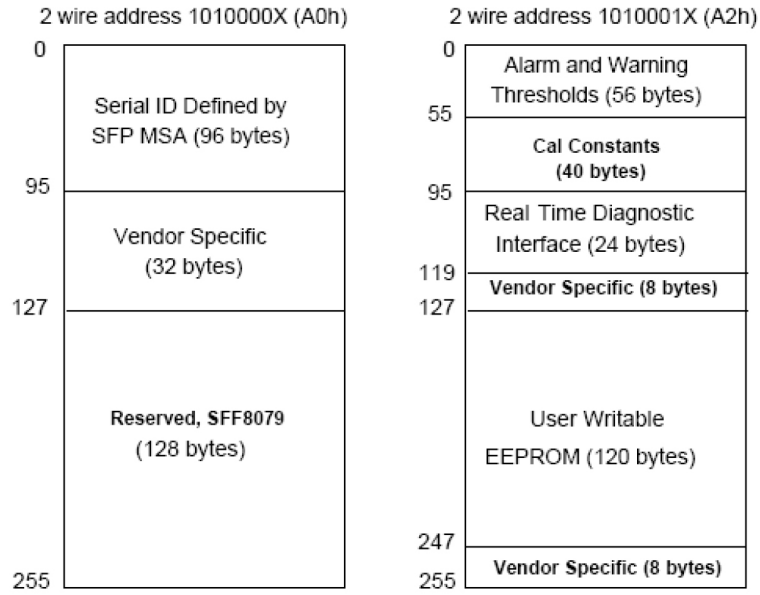 2 wire address 1010000X (A0h)
0
Serial ID Defined by
SFP MSA (96 bytes)
95
Vendor Specific
(32 bytes)
127
Reserved, SFF8079
(128 bytes)
255
2 wire address 1010001X (A2h)
0
Alarm and Warning
Thresholds (56 bytes)
55
Cal Constants
(40 bytes)
95
Real Time Diagnostic
Interface (24 bytes)
119
Vendor Specific (8 bytes)
127
User Writable
EEPROM (120 bytes)
247
Vendor Specific (8 bytes)
255